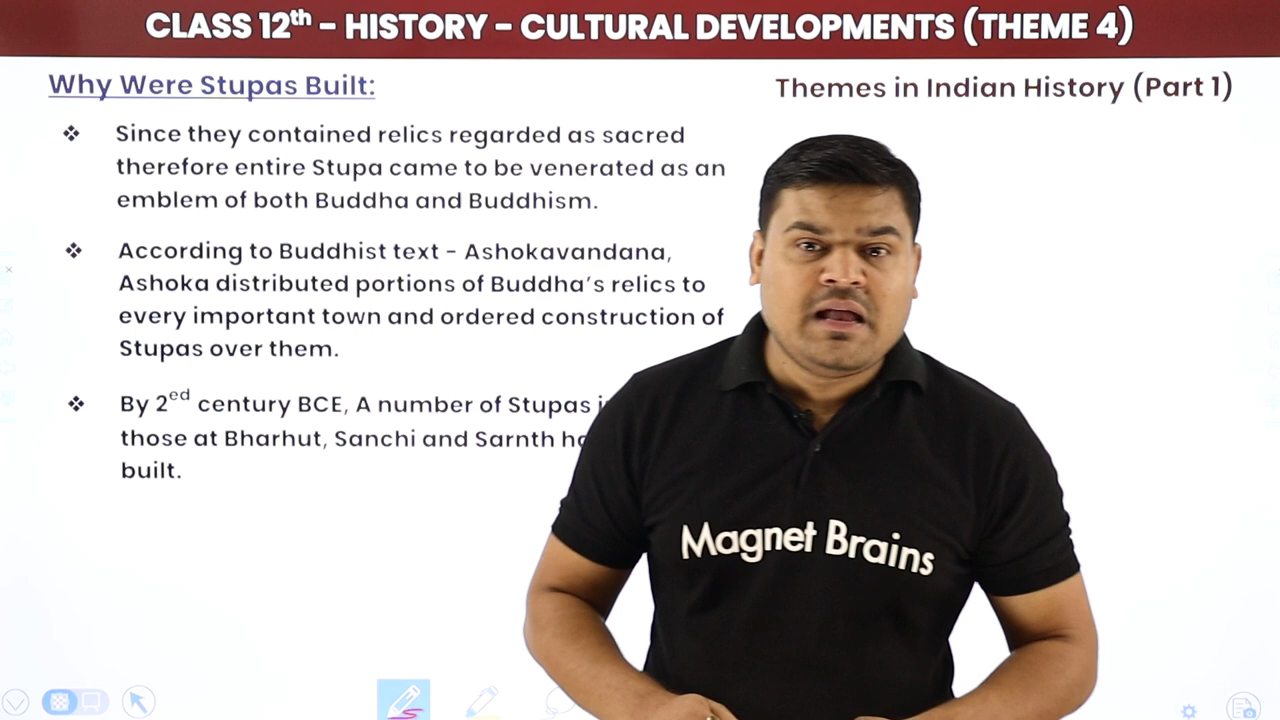 CLASS 12th – HISTORY – CULTURAL DEVELOPMENTS (THEME 4)
Why Were Stupas Built:
Themes in Indian History (Part 1)
❖ Since they contained relics regarded as sacred
therefore entire Stupa came to be venerated as an
emblem of both Buddha and Buddhism.
❖ According to Buddhist text – Ashokavandana,
Ashoka distributed portions of Buddha's relics to
every important town and ordered construction of
Stupas over them.
❖ By 2ed century BCE, A number of Stupas
those at Bharhut, Sanchi and Sarnth
built.
Magnet Brains